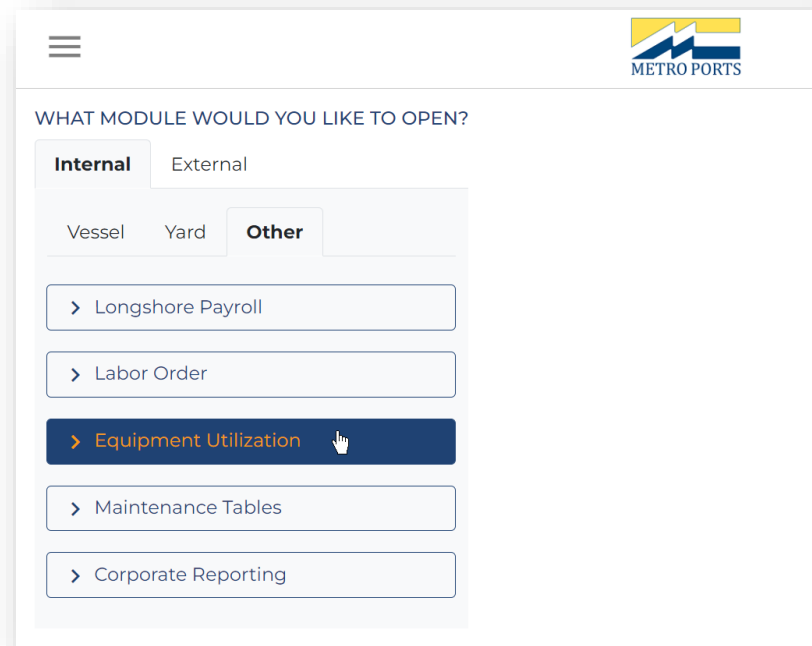 METRO PORTS
WHAT MODULE WOULD YOU LIKE TO OPEN?
Internal External
Vessel Yard Other
Longshore Payroll
Labor Order
Equipment Utilization
Maintenance Tables
Corporate Reporting